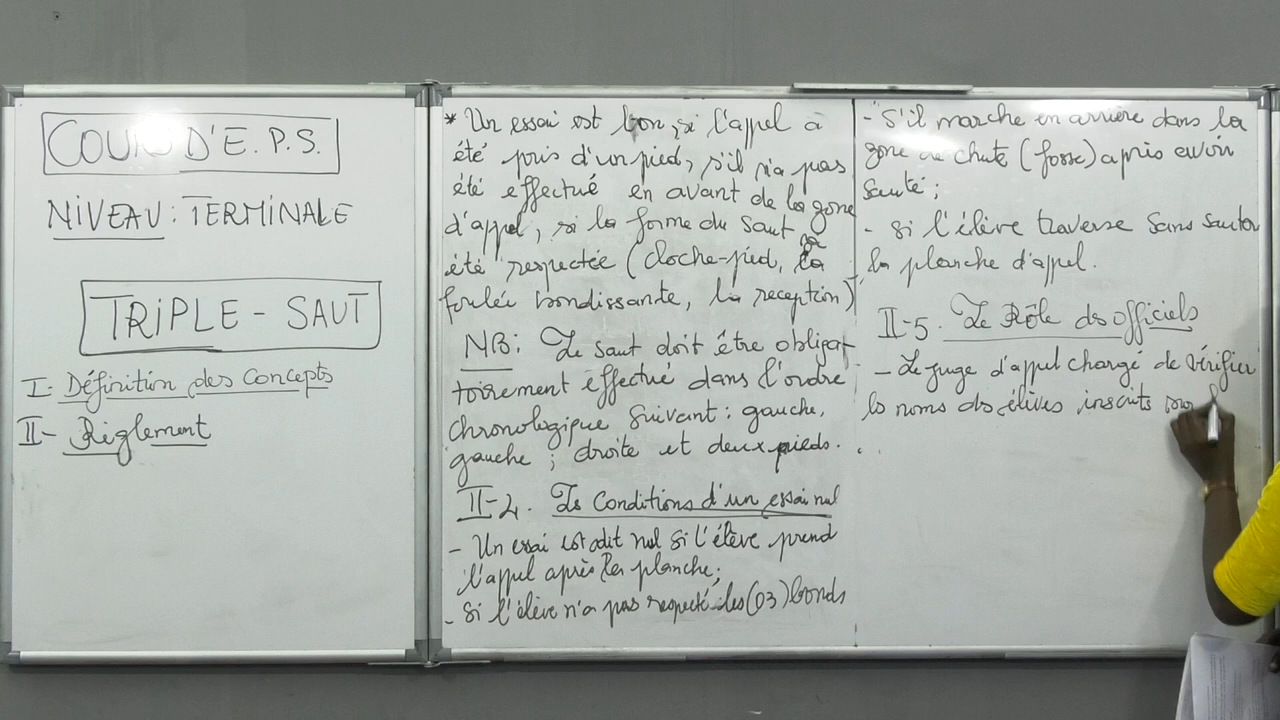 COURS D'E.P.S.
NIVEAU : TERMINALE
TRIPLE - SAUT
I- Définition des Concepts
II- Règlement
* Un essai est bon, si l'appel a
été pris d'un pied, s'il n'a pas
été effectué en avant de la zone
d'appel, si la forme du saut a
été respectée (cloche-pied, la
foulée bondissante, la reception)
NB: Le saut doit être obligat
toirement effectué dans l'ordre
chronologique suivant : gauche,
gauche ; droite et deux pieds.
II-4. Les Conditions d'un essai nul
- Un essai est dit nul si l'élève prend
l'appel après la planche;
- Si l'élève n'a pas respecté les (03) bonds
- S'il marche en arrière dans la
zone de chute (fosse) après avoir
sauté ;
- si l'élève traverse sans sauter
la planche d'appel.
II-5. Le Rôle des officiels
- Le juge d'appel chargé de vérifier
les noms des élèves inscrits